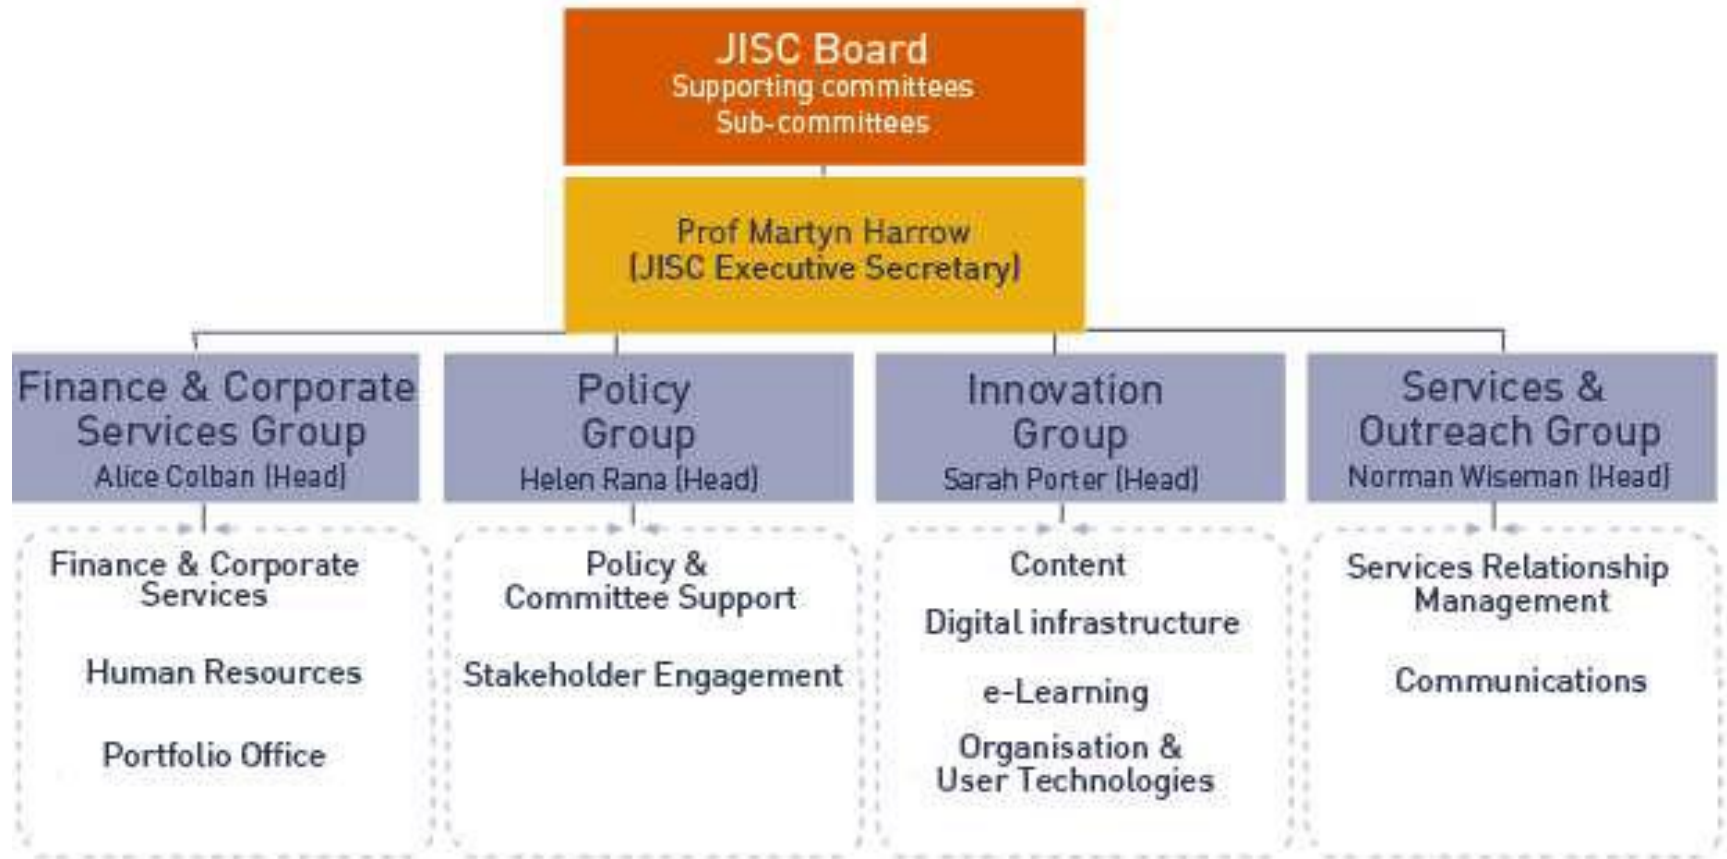 JISC Board
Supporting committees
Sub-committees
Prof Martyn Harrow
(JISC Executive Secretary)
Finance & Corporate
Services Group
Alice Colban (Head)
Policy
Group
Helen Rana (Head)
Innovation
Group
Sarah Porter (Head)
Services &
Outreach Group
Norman Wiseman (Head)
Finance & Corporate
Services
Human Resources
Portfolio Office
Policy &
Committee Support
Stakeholder Engagement
Content
Digital infrastructure
e-Learning
Organisation &
User Technologies
Services Relationship
Management
Communications